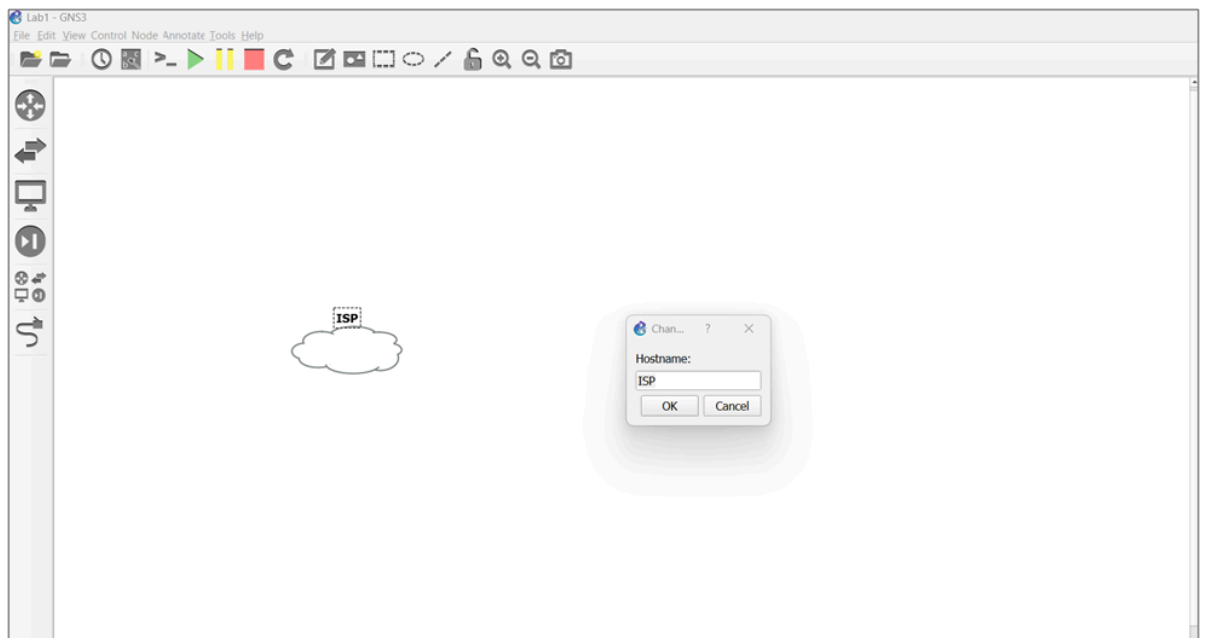 Lab1 - GNS3
File Edit View Control Node Annotate Tools Help
ISP
Chan... ?
Hostname:
ISP
OK Cancel